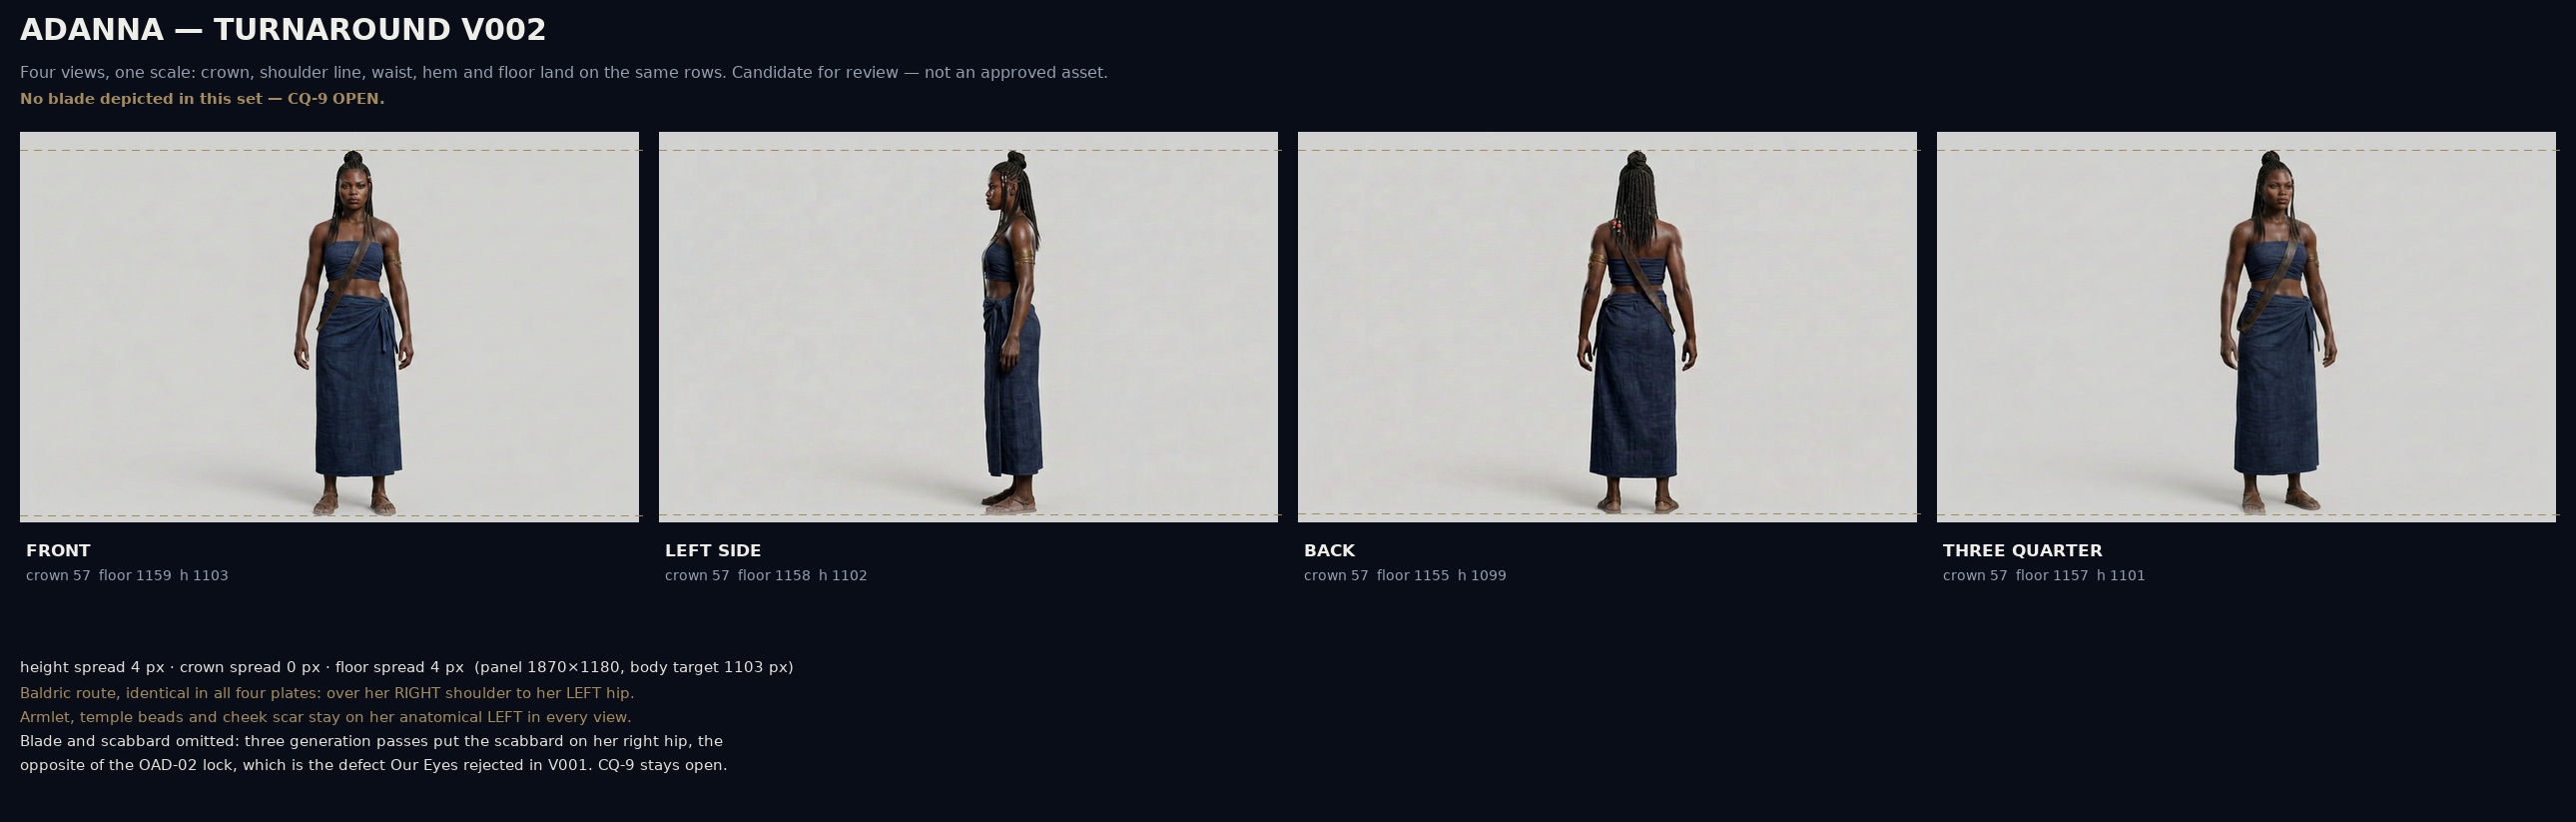 ADANNA — TURNAROUND V002
Four views, one scale: crown, shoulder line, waist, hem and floor land on the same rows. Candidate for review — not an approved asset.
No blade depicted in this set — CQ-9 OPEN.
FRONT
crown 57 floor 1159 h 1103
LEFT SIDE
crown 57 floor 1158 h 1102
BACK
crown 57 floor 1155 h 1099
THREE QUARTER
crown 57 floor 1157 h 1101
height spread 4 px · crown spread 0 px · floor spread 4 px (panel 1870×1180, body target 1103 px)
Baldric route, identical in all four plates: over her RIGHT shoulder to her LEFT hip.
Armlet, temple beads and cheek scar stay on her anatomical LEFT in every view.
Blade and scabbard omitted: three generation passes put the scabbard on her right hip, the
opposite of the OAD-02 lock, which is the defect Our Eyes rejected in V001. CQ-9 stays open.